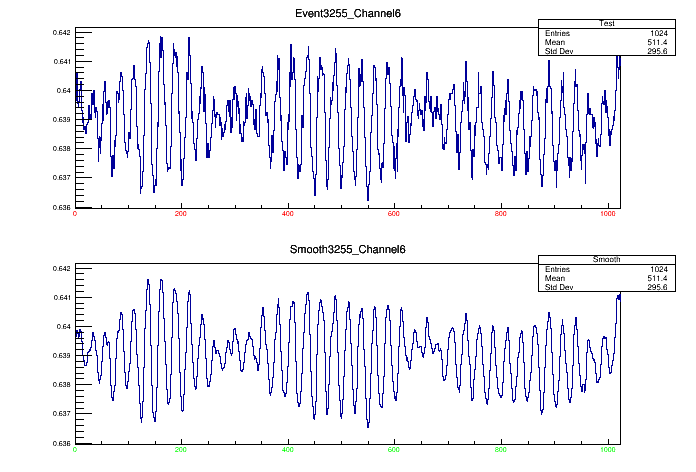 Event3255_Channel6
Test
Entries 1024
Mean 511.4
Std Dev 295.6
0.642
0.641
0.64
0.639
0.638
0.637
0.636
0 200 400 600 800 1000
Smooth3255_Channel6
Smooth
Entries 1024
Mean 511.4
Std Dev 295.6
0.642
0.641
0.64
0.639
0.638
0.637
0.636
0 200 400 600 800 1000